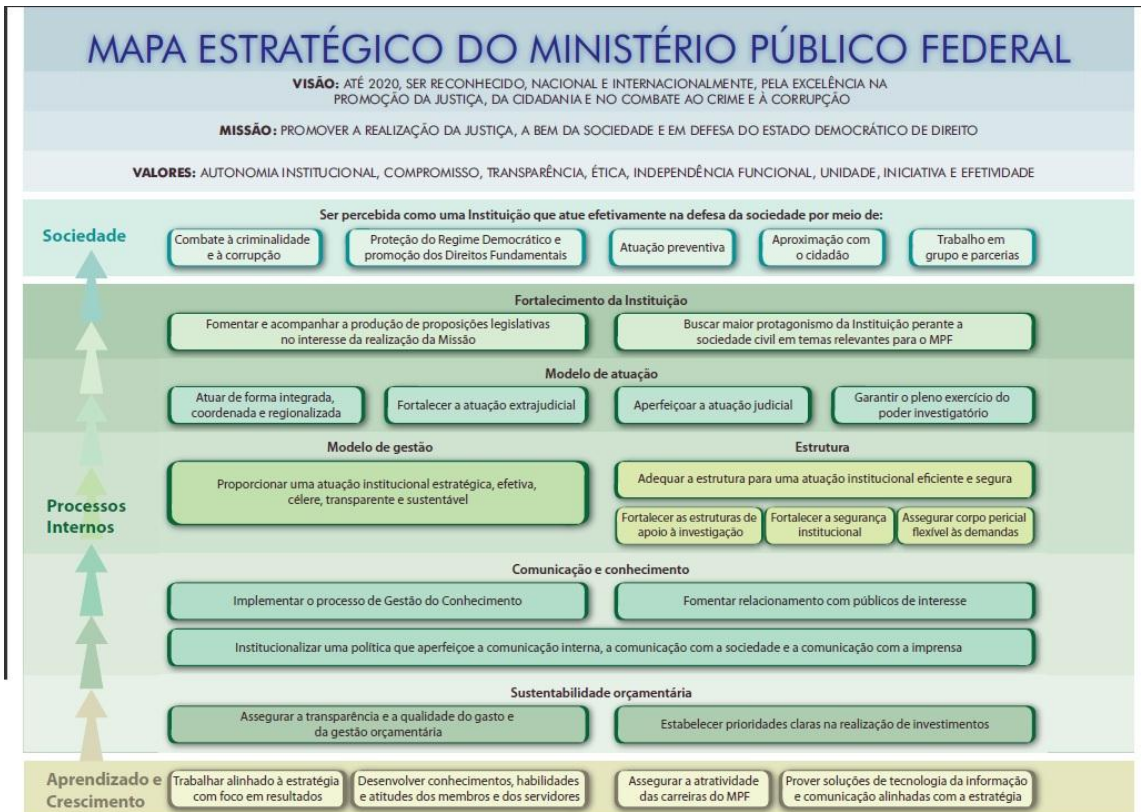 MAPA ESTRATÉGICO DO MINISTÉRIO PÚBLICO FEDERAL
VISÃO: ATÉ 2020, SER RECONHECIDO, NACIONAL E INTERNACIONALMENTE, PELA EXCELÊNCIA NA
PROMOÇÃO DA JUSTIÇA, DA CIDADANIA E NO COMBATE AO CRIME E À CORRUPÇÃO
MISSÃO: PROMOVER A REALIZAÇÃO DA JUSTIÇA, A BEM DA SOCIEDADE E EM DEFESA DO ESTADO DEMOCRÁTICO DE DIREITO
VALORES: AUTONOMIA INSTITUCIONAL, COMPROMISSO, TRANSPARÊNCIA, ÉTICA, INDEPENDÊNCIA FUNCIONAL, UNIDADE, INICIATIVA E EFETIVIDADE
Sociedade
Ser percebida como uma Instituição que atue efetivamente na defesa da sociedade por meio de:
Combate à criminalidade
e à corrupção
Proteção do Regime Democrático e
promoção dos Direitos Fundamentais
Atuação preventiva
Aproximação com
o cidadão
Trabalho em
grupo e parcerias
Processos
Internos
Fortalecimento da Instituição
Fomentar e acompanhar a produção de proposições legislativas
no interesse da realização da Missão
Buscar maior protagonismo da Instituição perante a
sociedade civil em temas relevantes para o MPF
Modelo de atuação
Atuar de forma integrada,
coordenada e regionalizada
Fortalecer a atuação extrajudicial
Aperfeiçoar a atuação judicial
Garantir o pleno exercício do
poder investigatório
Modelo de gestão
Proporcionar uma atuação institucional estratégica, efetiva,
célere, transparente e sustentável
Estrutura
Adequar a estrutura para uma atuação institucional eficiente e segura
Fortalecer as estruturas de
apoio à investigação
Fortalecer a segurança
institucional
Assegurar corpo pericial
flexível às demandas
Comunicação e conhecimento
Implementar o processo de Gestão do Conhecimento
Fomentar relacionamento com públicos de interesse
Institucionalizar uma política que aperfeiçoe a comunicação interna, a comunicação com a sociedade e a comunicação com a imprensa
Sustentabilidade orçamentária
Assegurar a transparência e a qualidade do gasto e
da gestão orçamentária
Estabelecer prioridades claras na realização de investimentos
Aprendizado e
Crescimento
Trabalhar alinhado à estratégia
com foco em resultados
Desenvolver conhecimentos, habilidades
e atitudes dos membros e dos servidores
Assegurar a atratividade
das carreiras do MPF
Prover soluções de tecnologia da informação
e comunicação alinhadas com a estratégia